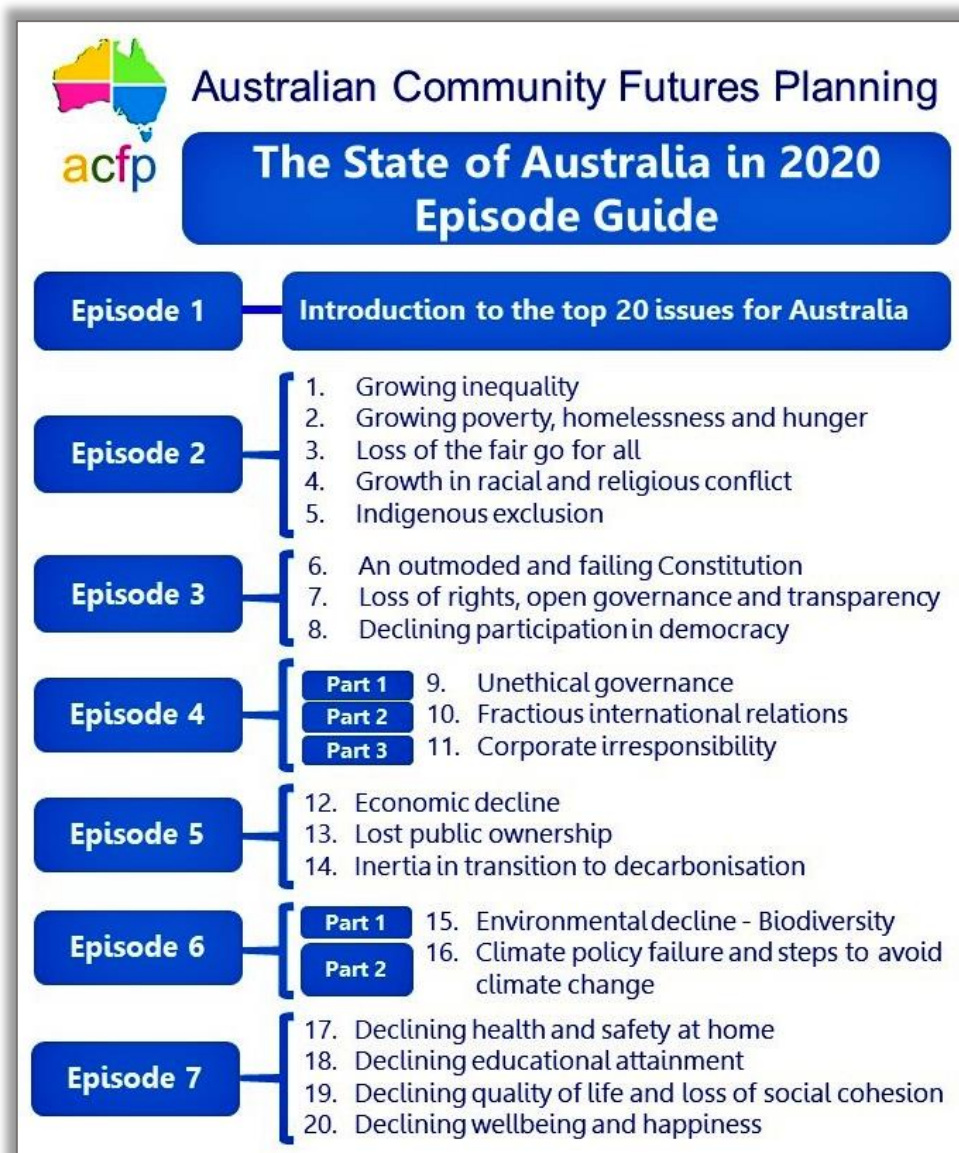 Australian Community Futures Planning
acfp
The State of Australia in 2020
Episode Guide
Episode 1
Introduction to the top 20 issues for Australia
Episode 2
1. Growing inequality
2. Growing poverty, homelessness and hunger
3. Loss of the fair go for all
4. Growth in racial and religious conflict
5. Indigenous exclusion
Episode 3
6. An outmoded and failing Constitution
7. Loss of rights, open governance and transparency
8. Declining participation in democracy
Episode 4
Part 1 9. Unethical governance
Part 2 10. Fractious international relations
Part 3 11. Corporate irresponsibility
Episode 5
12. Economic decline
13. Lost public ownership
14. Inertia in transition to decarbonisation
Episode 6
Part 1 15. Environmental decline - Biodiversity
Part 2 16. Climate policy failure and steps to avoid
climate change
Episode 7
17. Declining health and safety at home
18. Declining educational attainment
19. Declining quality of life and loss of social cohesion
20. Declining wellbeing and happiness